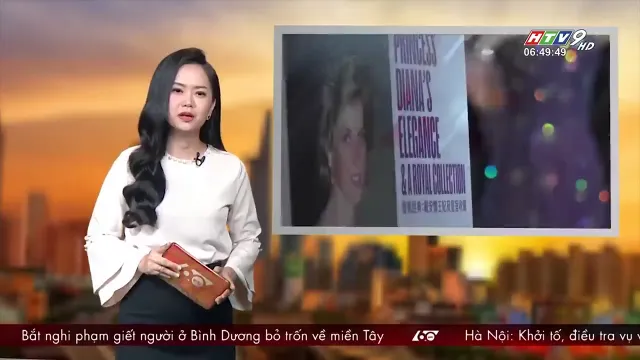 HTV9 HD
06:49:49
PRINCESS
DIANA'S
ELEGANCE
& A ROYAL COLLECTION
Bắt nghi phạm giết người ở Bình Dương bỏ trốn về miền Tây
60
Hà Nội: Khởi tố, điều tra vụ v